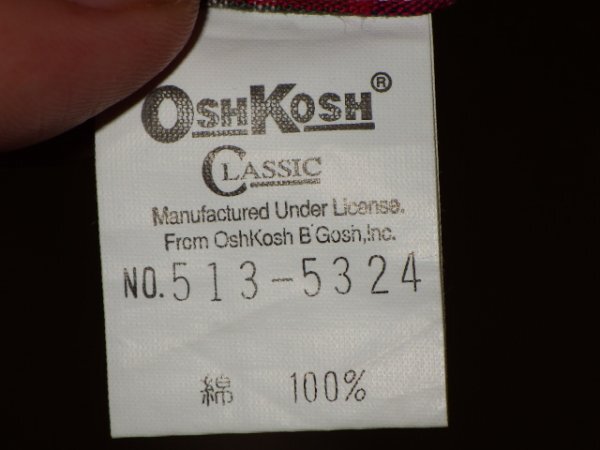 OSHKOSH®
CLASSIC
Manufactured Under License.
From OshKosh B'Gosh,Inc.
NO.513-5324
綿 100%